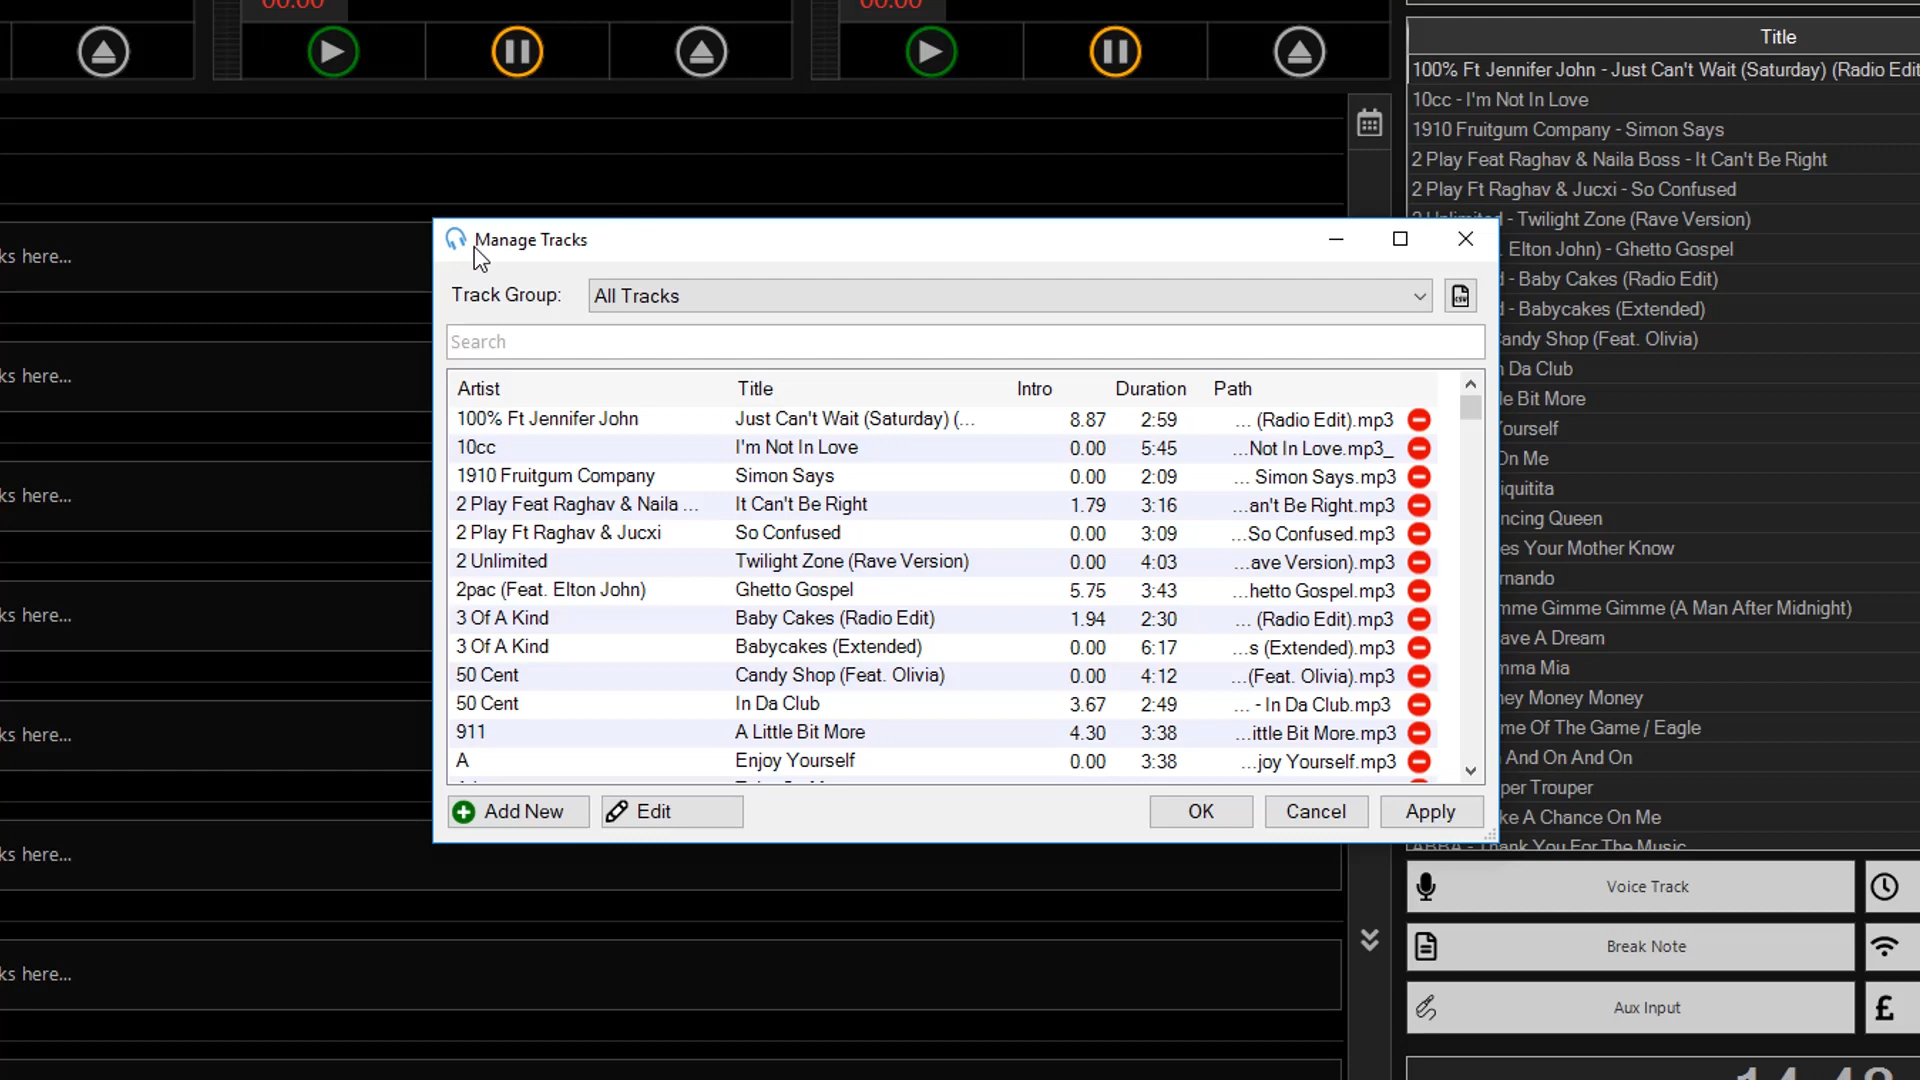 00:00 00:00
Title
100% Ft Jennifer John - Just Can't Wait (Saturday) (Radio Edit
10cc - I'm Not In Love
1910 Fruitgum Company - Simon Says
2 Play Feat Raghav & Naila Boss - It Can't Be Right
2 Play Ft Raghav & Jucxi - So Confused
2 Unlimited - Twilight Zone (Rave Version)
. Elton John) - Ghetto Gospel
d - Baby Cakes (Radio Edit)
d - Babycakes (Extended)
andy Shop (Feat. Olivia)
n Da Club
le Bit More
ourself
On Me
iquitita
ncing Queen
es Your Mother Know
rnando
mme Gimme Gimme (A Man After Midnight)
ave A Dream
mma Mia
ney Money Money
me Of The Game / Eagle
And On And On
per Trouper
ke A Chance On Me
ABBA - Thank You For The Music
ks here...
ks here...
ks here...
ks here...
ks here...
ks here...
ks here...
Manage Tracks
Track Group: All Tracks
CSV
Search
Artist Title Intro Duration Path
100% Ft Jennifer John Just Can't Wait (Saturday) (... 8.87 2:59 ... (Radio Edit).mp3
10cc I'm Not In Love 0.00 5:45 ...Not In Love.mp3_
1910 Fruitgum Company Simon Says 0.00 2:09 ... Simon Says.mp3
2 Play Feat Raghav & Naila ... It Can't Be Right 1.79 3:16 ...an't Be Right.mp3
2 Play Ft Raghav & Jucxi So Confused 0.00 3:09 ...So Confused.mp3
2 Unlimited Twilight Zone (Rave Version) 0.00 4:03 ...ave Version).mp3
2pac (Feat. Elton John) Ghetto Gospel 5.75 3:43 ...hetto Gospel.mp3
3 Of A Kind Baby Cakes (Radio Edit) 1.94 2:30 ... (Radio Edit).mp3
3 Of A Kind Babycakes (Extended) 0.00 6:17 ...s (Extended).mp3
50 Cent Candy Shop (Feat. Olivia) 0.00 4:12 ...(Feat. Olivia).mp3
50 Cent In Da Club 3.67 2:49 ... - In Da Club.mp3
911 A Little Bit More 4.30 3:38 ...ittle Bit More.mp3
A Enjoy Yourself 0.00 3:38 ...joy Yourself.mp3
Add New Edit OK Cancel Apply
Voice Track
Break Note
Aux Input £